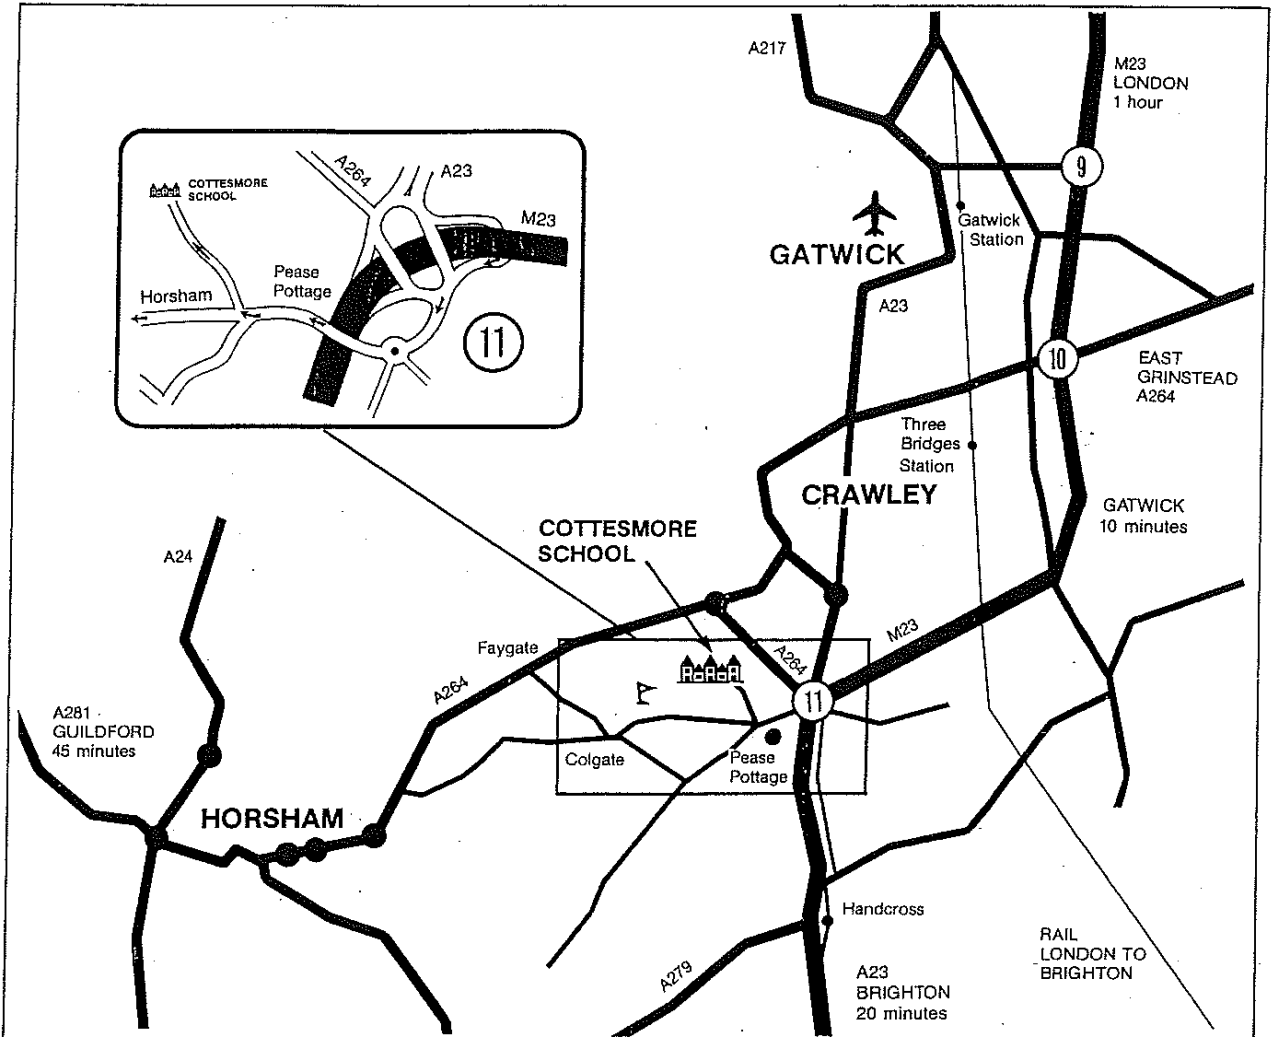 A217
M23
LONDON
1 hour
9
A264
A23
COTTESMORE
SCHOOL
M23
Gatwick
Station
GATWICK
Pease
Pottage
Horsham
A23
11
10
EAST
GRINSTEAD
A264
Three
Bridges
Station
CRAWLEY
GATWICK
10 minutes
COTTESMORE
SCHOOL
A24
M23
Faygate
A264
A264
11
A281
GUILDFORD
45 minutes
Colgate
Pease
Pottage
HORSHAM
Handcross
RAIL
LONDON TO
BRIGHTON
A279
A23
BRIGHTON
20 minutes